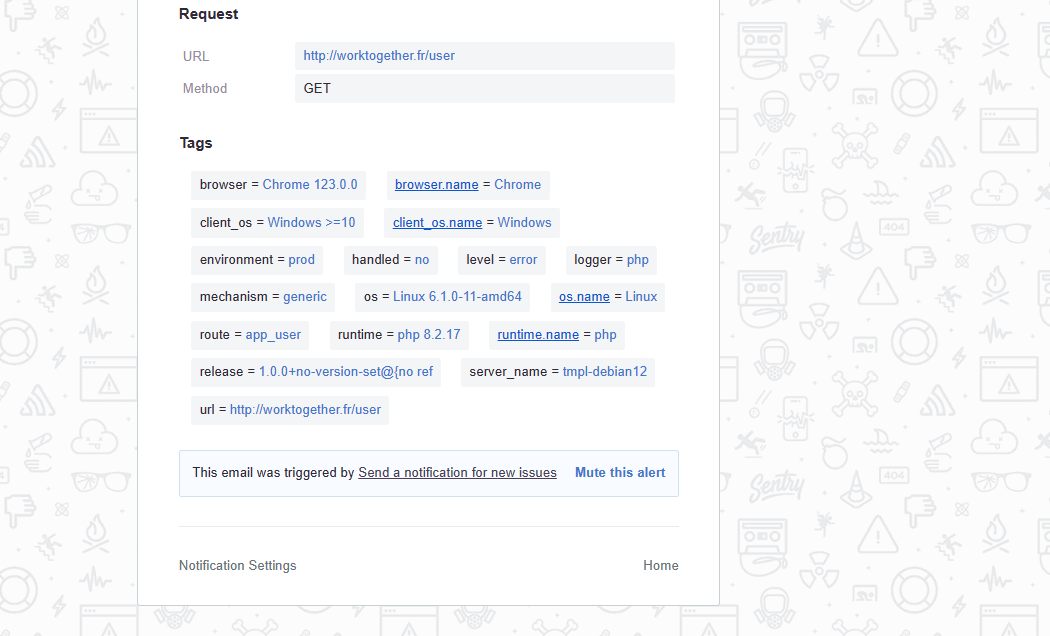 Request
URL http://worktogether.fr/user
Method GET
Tags
browser = Chrome 123.0.0 browser.name = Chrome
client_os = Windows >=10 client_os.name = Windows
environment = prod handled = no level = error logger = php
mechanism = generic os = Linux 6.1.0-11-amd64 os.name = Linux
route = app_user runtime = php 8.2.17 runtime.name = php
release = 1.0.0+no-version-set@{no ref server_name = tmpl-debian12
url = http://worktogether.fr/user
This email was triggered by Send a notification for new issues Mute this alert
Notification Settings Home
Sentry
404
Sentry
404